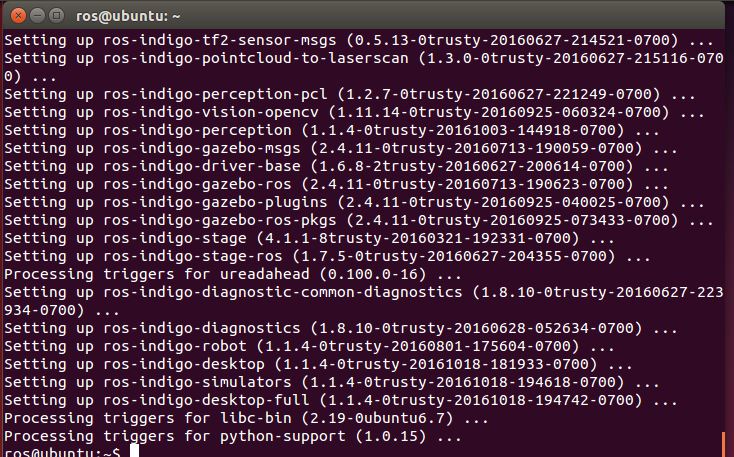 ros@ubuntu: ~
Setting up ros-indigo-tf2-sensor-msgs (0.5.13-0trusty-20160627-214521-0700) ...
Setting up ros-indigo-pointcloud-to-laserscan (1.3.0-0trusty-20160627-215116-070
0) ...
Setting up ros-indigo-perception-pcl (1.2.7-0trusty-20160627-221249-0700) ...
Setting up ros-indigo-vision-opencv (1.11.14-0trusty-20160925-060324-0700) ...
Setting up ros-indigo-perception (1.1.4-0trusty-20161003-144918-0700) ...
Setting up ros-indigo-gazebo-msgs (2.4.11-0trusty-20160713-190059-0700) ...
Setting up ros-indigo-driver-base (1.6.8-2trusty-20160627-200614-0700) ...
Setting up ros-indigo-gazebo-ros (2.4.11-0trusty-20160713-190623-0700) ...
Setting up ros-indigo-gazebo-plugins (2.4.11-0trusty-20160925-040025-0700) ...
Setting up ros-indigo-gazebo-ros-pkgs (2.4.11-0trusty-20160925-073433-0700) ...
Setting up ros-indigo-stage (4.1.1-8trusty-20160321-192331-0700) ...
Setting up ros-indigo-stage-ros (1.7.5-0trusty-20160627-204355-0700) ...
Processing triggers for ureadahead (0.100.0-16) ...
Setting up ros-indigo-diagnostic-common-diagnostics (1.8.10-0trusty-20160627-223
934-0700) ...
Setting up ros-indigo-diagnostics (1.8.10-0trusty-20160628-052634-0700) ...
Setting up ros-indigo-robot (1.1.4-0trusty-20160801-175604-0700) ...
Setting up ros-indigo-desktop (1.1.4-0trusty-20161018-181933-0700) ...
Setting up ros-indigo-simulators (1.1.4-0trusty-20161018-194618-0700) ...
Setting up ros-indigo-desktop-full (1.1.4-0trusty-20161018-194742-0700) ...
Processing triggers for libc-bin (2.19-0ubuntu6.7) ...
Processing triggers for python-support (1.0.15) ...
ros@ubuntu:~$